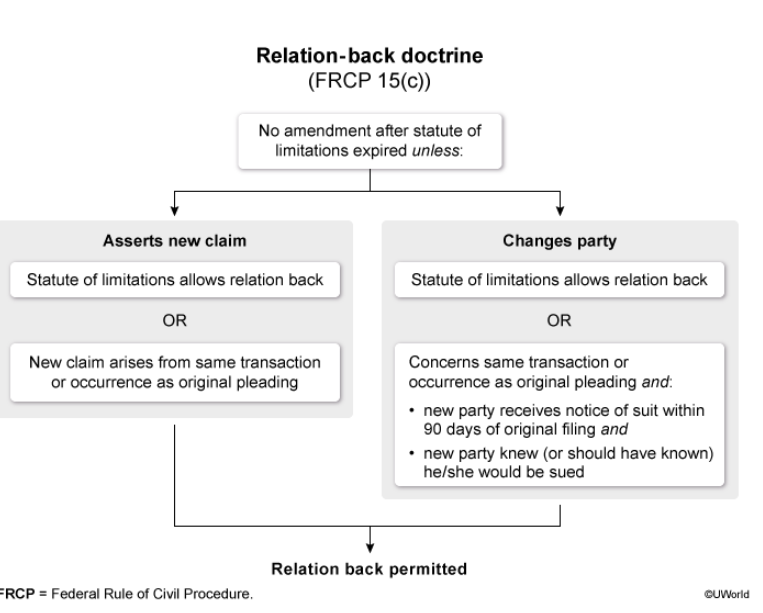 Relation-back doctrine
(FRCP 15(c))
No amendment after statute of
limitations expired unless:
Asserts new claim
Statute of limitations allows relation back
OR
New claim arises from same transaction
or occurrence as original pleading
Changes party
Statute of limitations allows relation back
OR
Concerns same transaction or
occurrence as original pleading and:
• new party receives notice of suit within
90 days of original filing and
• new party knew (or should have known)
he/she would be sued
Relation back permitted
FRCP = Federal Rule of Civil Procedure.
©UWorld